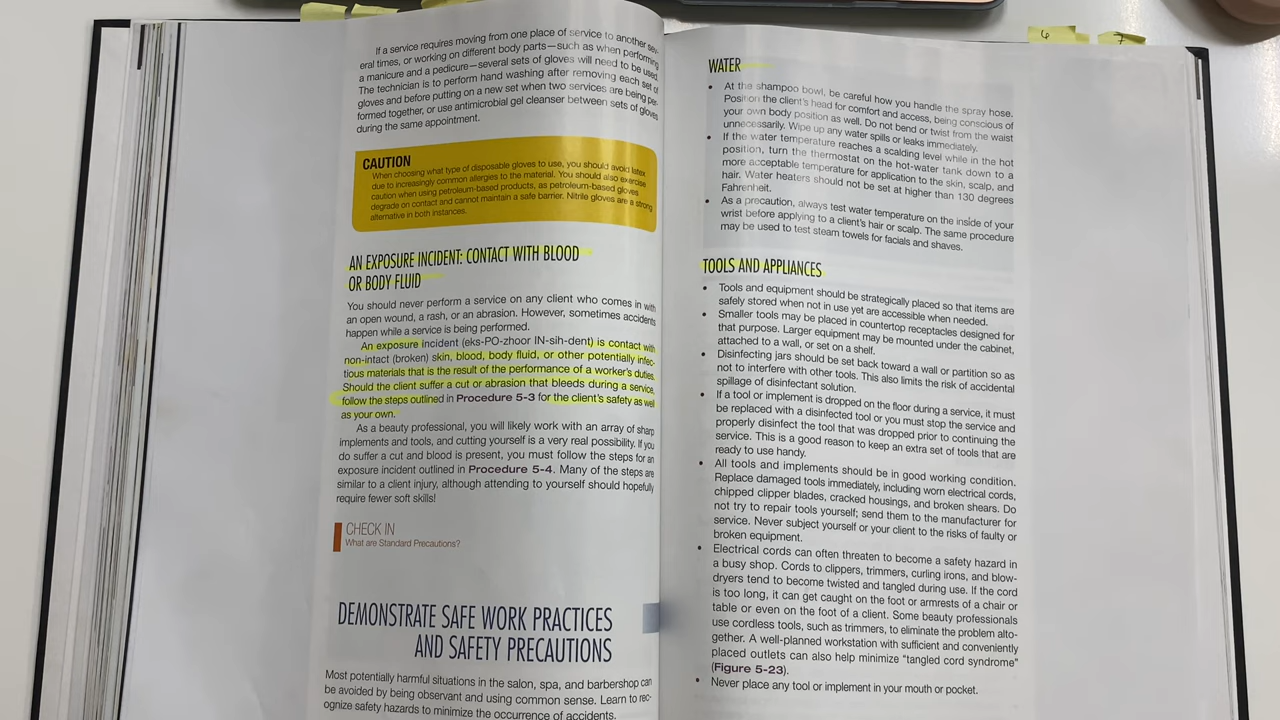 If a service requires moving from one place of service to another sev-
eral times, or working on different body parts—such as when performing
a manicure and a pedicure—several sets of gloves will need to be used.
The technician is to perform hand washing after removing each set of
gloves and before putting on a new set when two services are being per-
formed together, or use antimicrobial gel cleanser between sets of gloves
during the same appointment.
CAUTION
When choosing what type of disposable gloves to use, you should avoid latex
due to increasingly common allergies to the material. You should also exercise
caution when using petroleum-based products, as petroleum-based gloves
degrade on contact and cannot maintain a safe barrier. Nitrile gloves are a strong
alternative in both instances.
AN EXPOSURE INCIDENT: CONTACT WITH BLOOD
OR BODY FLUID
You should never perform a service on any client who comes in with
an open wound, a rash, or an abrasion. However, sometimes accidents
happen while a service is being performed.
An exposure incident (eks-PO-zhoor IN-sih-dent) is contact with
non-intact (broken) skin, blood, body fluid, or other potentially infec-
tious materials that is the result of the performance of a worker's duties.
Should the client suffer a cut or abrasion that bleeds during a service,
follow the steps outlined in Procedure 5-3 for the client's safety as well
as your own.
As a beauty professional, you will likely work with an array of sharp
implements and tools, and cutting yourself is a very real possibility. If you
do suffer a cut and blood is present, you must follow the steps for an
exposure incident outlined in Procedure 5-4. Many of the steps are
similar to a client injury, although attending to yourself should hopefully
require fewer soft skills!
CHECK IN
What are Standard Precautions?
DEMONSTRATE SAFE WORK PRACTICES
AND SAFETY PRECAUTIONS
Most potentially harmful situations in the salon, spa, and barbershop can
be avoided by being observant and using common sense. Learn to rec-
ognize safety hazards to minimize the occurrence of accidents.
6
7
WATER
• At the shampoo bowl, be careful how you handle the spray hose.
Position the client's head for comfort and access, being conscious of
your own body position as well. Do not bend or twist from the waist
unnecessarily. Wipe up any water spills or leaks immediately.
• If the water temperature reaches a scalding level while in the hot
position, turn the thermostat on the hot-water tank down to a
more acceptable temperature for application to the skin, scalp, and
hair. Water heaters should not be set at higher than 130 degrees
Fahrenheit.
• As a precaution, always test water temperature on the inside of your
wrist before applying to a client's hair or scalp. The same procedure
may be used to test steam towels for facials and shaves.
TOOLS AND APPLIANCES
• Tools and equipment should be strategically placed so that items are
safely stored when not in use yet are accessible when needed.
• Smaller tools may be placed in countertop receptacles designed for
that purpose. Larger equipment may be mounted under the cabinet,
attached to a wall, or set on a shelf.
• Disinfecting jars should be set back toward a wall or partition so as
not to interfere with other tools. This also limits the risk of accidental
spillage of disinfectant solution.
• If a tool or implement is dropped on the floor during a service, it must
be replaced with a disinfected tool or you must stop the service and
properly disinfect the tool that was dropped prior to continuing the
service. This is a good reason to keep an extra set of tools that are
ready to use handy.
• All tools and implements should be in good working condition.
Replace damaged tools immediately, including worn electrical cords,
chipped clipper blades, cracked housings, and broken shears. Do
not try to repair tools yourself; send them to the manufacturer for
service. Never subject yourself or your client to the risks of faulty or
broken equipment.
• Electrical cords can often threaten to become a safety hazard in
a busy shop. Cords to clippers, trimmers, curling irons, and blow-
dryers tend to become twisted and tangled during use. If the cord
is too long, it can get caught on the foot or armrests of a chair or
table or even on the foot of a client. Some beauty professionals
use cordless tools, such as trimmers, to eliminate the problem alto-
gether. A well-planned workstation with sufficient and conveniently
placed outlets can also help minimize "tangled cord syndrome"
(Figure 5-23).
• Never place any tool or implement in your mouth or pocket.